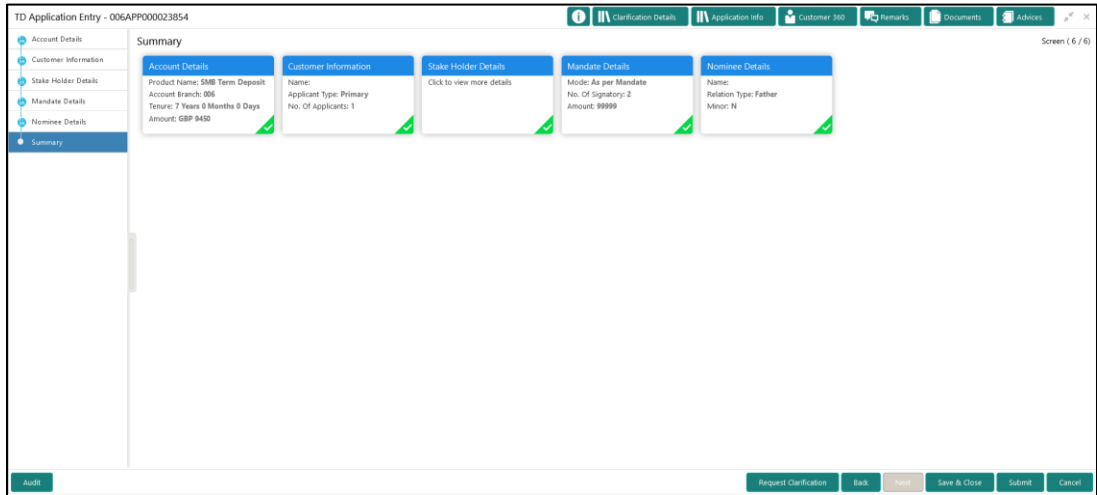 TD Application Entry - 006APP000023854
Clarification Details
Application Info
Customer 360
Remarks
Documents
Advices
Account Details
Customer Information
Stake Holder Details
Mandate Details
Nominee Details
Summary
Summary
Screen ( 6 / 6)
Account Details
Product Name: SMB Term Deposit
Account Branch: 006
Tenure: 7 Years 0 Months 0 Days
Amount: GBP 9450
Customer Information
Name:
Applicant Type: Primary
No. Of Applicants: 1
Stake Holder Details
Click to view more details
Mandate Details
Mode: As per Mandate
No. Of Signatory: 2
Amount: 99999
Nominee Details
Name:
Relation Type: Father
Minor: N
Audit
Request Clarification
Back
Next
Save & Close
Submit
Cancel